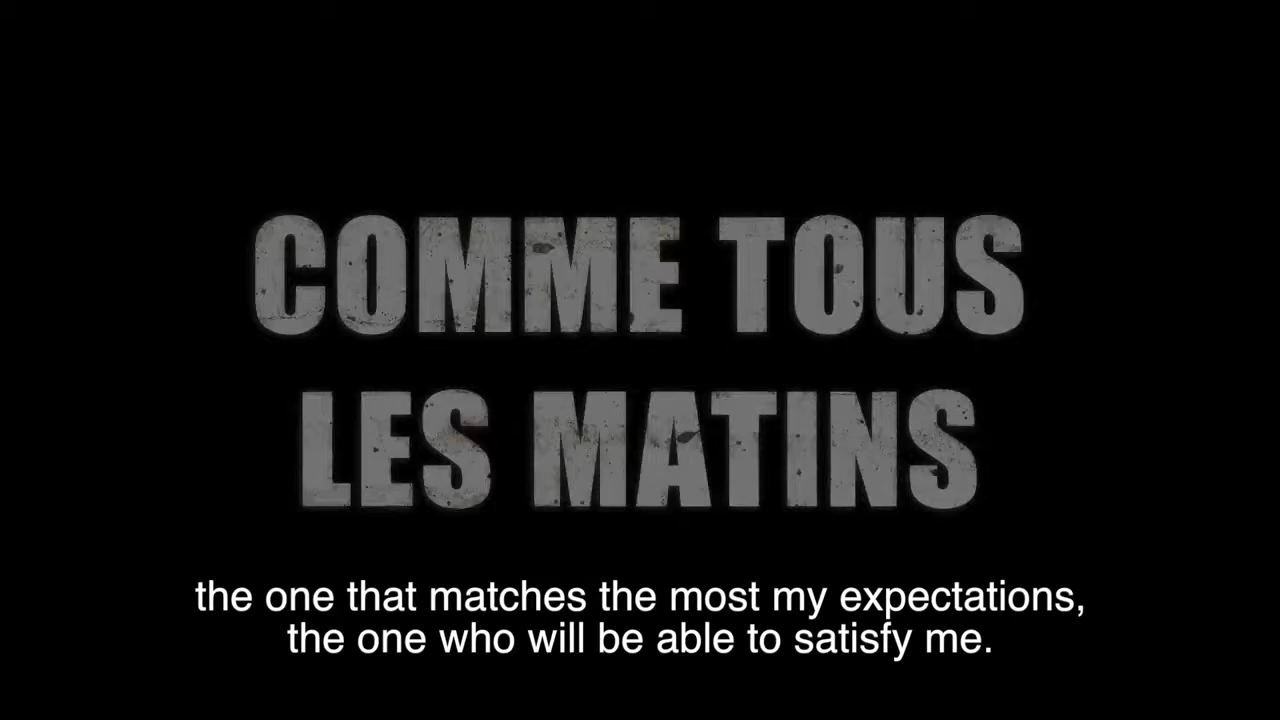 COMME TOUS
LES MATINS
the one that matches the most my expectations,
the one who will be able to satisfy me.